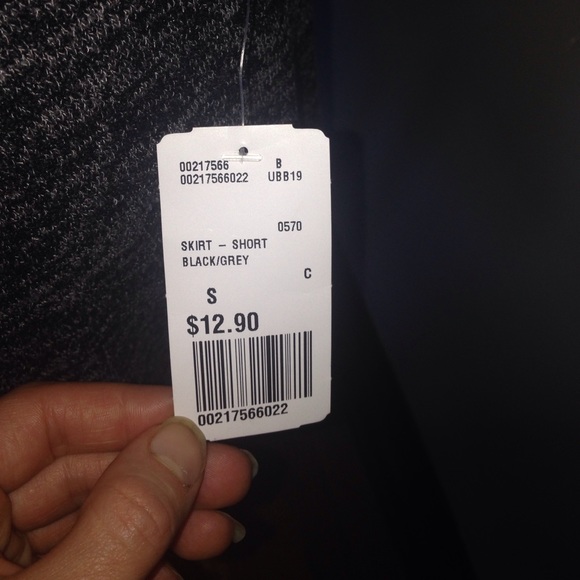 00217566 B
00217566022 UBB19
0570
SKIRT – SHORT
BLACK/GREY
C
S
$12.90
00217566022